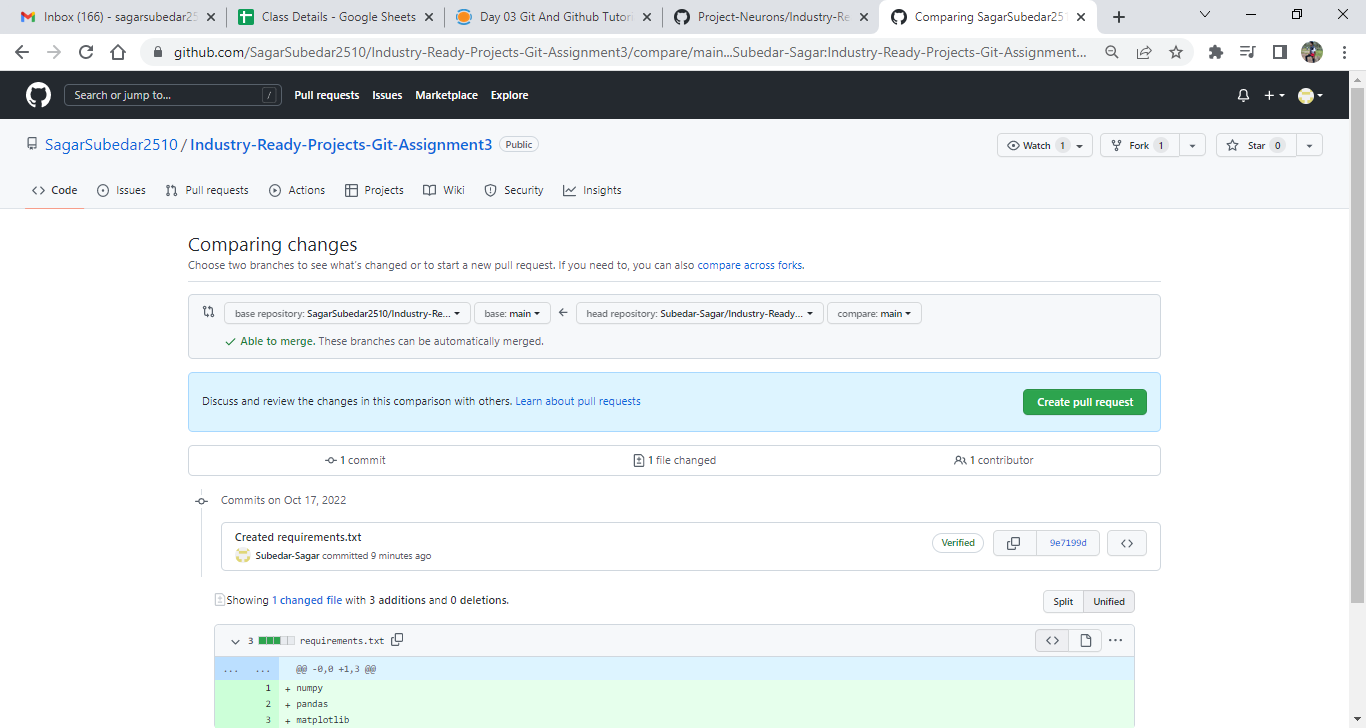 Inbox (166) - sagarsubedar25
Class Details - Google Sheets
Day 03 Git And Github Tutori
Project-Neurons/Industry-Re
Comparing SagarSubedar251
github.com/SagarSubedar2510/Industry-Ready-Projects-Git-Assignment3/compare/main...Subedar-Sagar:Industry-Ready-Projects-Git-Assignment...
Search or jump to... /
Pull requests Issues Marketplace Explore
SagarSubedar2510 / Industry-Ready-Projects-Git-Assignment3 Public
Watch 1 Fork 1 Star 0
Code Issues Pull requests Actions Projects Wiki Security Insights
Comparing changes
Choose two branches to see what's changed or to start a new pull request. If you need to, you can also compare across forks.
base repository: SagarSubedar2510/Industry-Re... base: main ← head repository: Subedar-Sagar/Industry-Ready... compare: main
Able to merge. These branches can be automatically merged.
Discuss and review the changes in this comparison with others. Learn about pull requests
Create pull request
1 commit 1 file changed 1 contributor
Commits on Oct 17, 2022
Created requirements.txt
Subedar-Sagar committed 9 minutes ago
Verified 9e7199d
Showing 1 changed file with 3 additions and 0 deletions.
Split Unified
3 requirements.txt
... ... @@ -0,0 +1,3 @@
1 + numpy
2 + pandas
3 + matplotlib